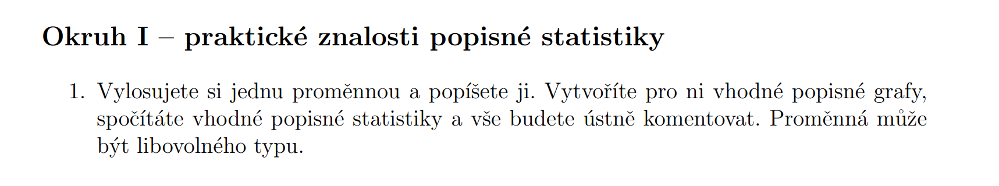 Okruh I – praktické znalosti popisné statistiky
1. Vylosujete si jednu proměnnou a popíšete ji. Vytvoříte pro ni vhodné popisné grafy,
spočítáte vhodné popisné statistiky a vše budete ústně komentovat. Proměnná může
být libovolného typu.